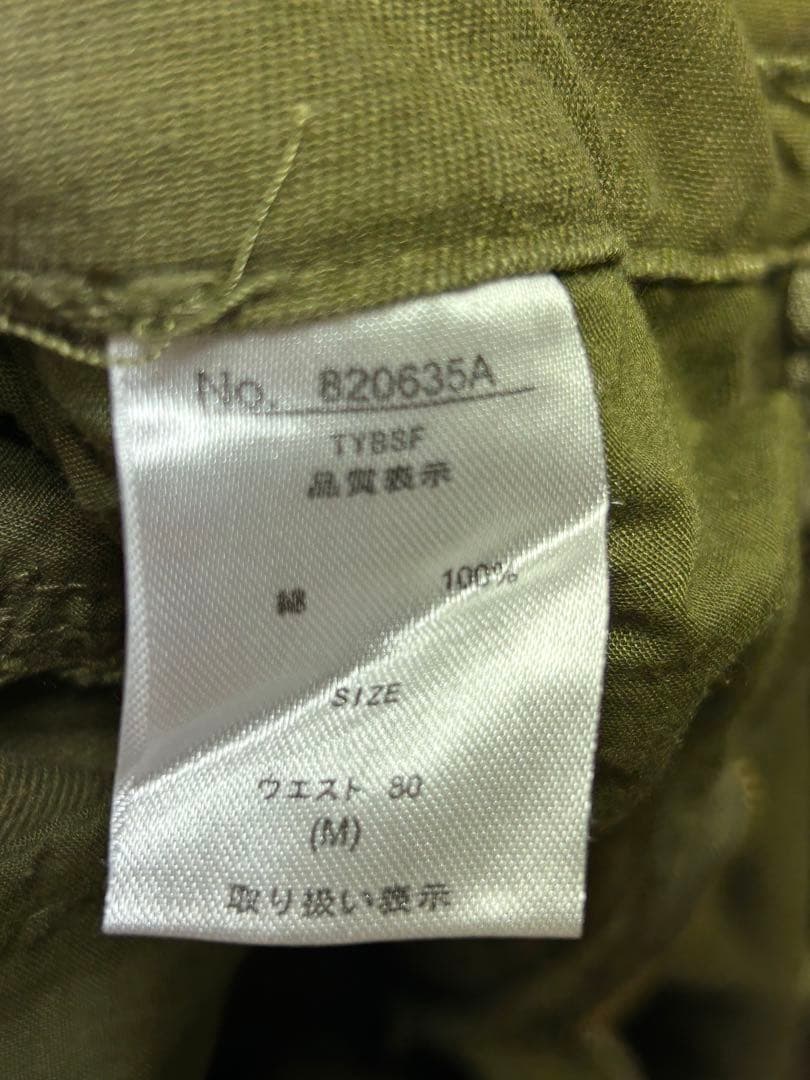 No. 820635A
TYBSF
品質表示
綿 100%
SIZE
ウエスト 80
(M)
取り扱い表示